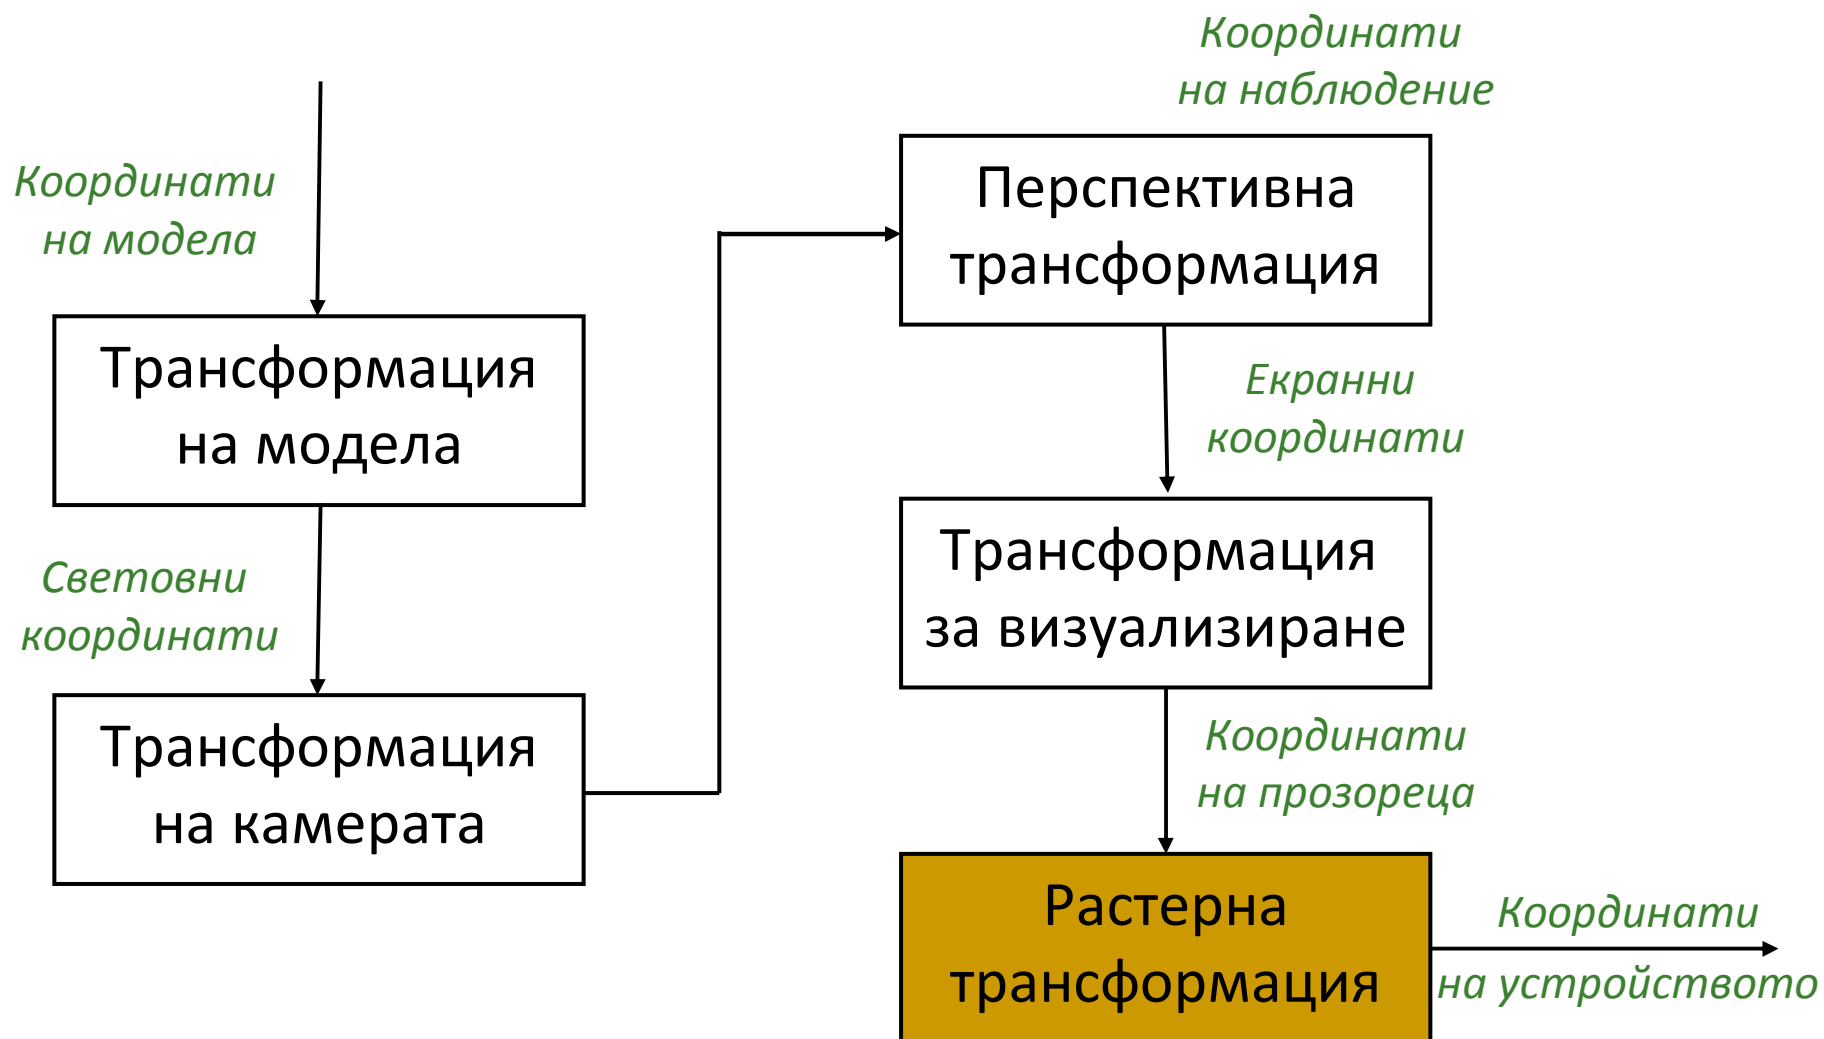 Координати
на модела
Трансформация
на модела
Световни
координати
Трансформация
на камерата
Координати
на наблюдение
Перспективна
трансформация
Екранни
координати
Трансформация
за визуализиране
Координати
на прозореца
Растерна
трансформация
Координати
на устройството